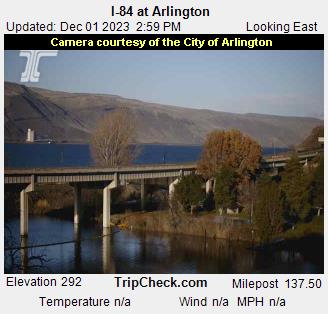 I-84 at Arlington
Updated: Dec 01 2023 2:59 PM Looking East
Camera courtesy of the City of Arlington
Elevation 292 TripCheck.com Milepost 137.50
Temperature n/a Wind n/a MPH n/a